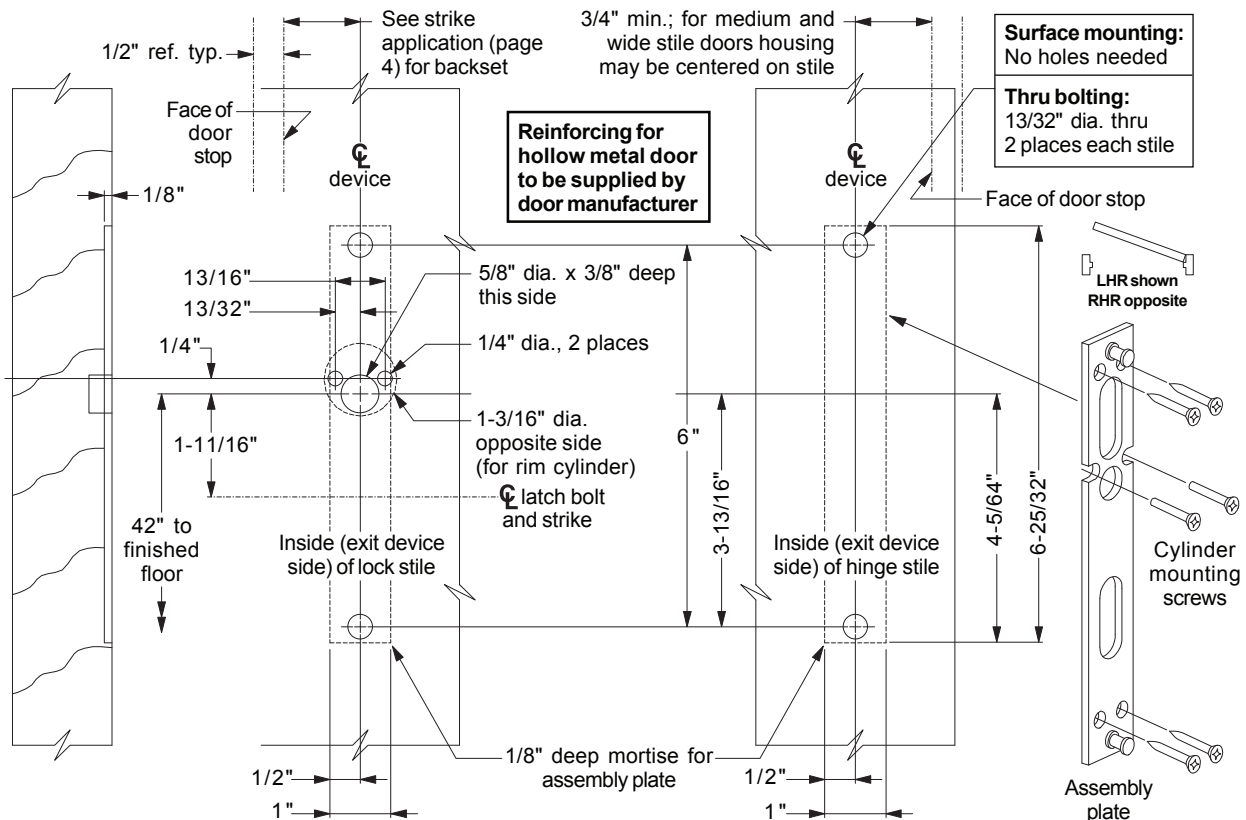 See strike
application (page
4) for backset
1/2" ref. typ.
Face of
door
stop
3/4" min.; for medium and
wide stile doors housing
may be centered on stile
Surface mounting:
No holes needed
Thru bolting:
13/32" dia. thru
2 places each stile
Reinforcing for
hollow metal door
to be supplied by
door manufacturer
CL
device
CL
device
1/8"
Face of door stop
13/16"
13/32"
5/8" dia. x 3/8" deep
this side
LHR shown
RHR opposite
1/4"
1/4" dia., 2 places
1-11/16"
1-3/16" dia.
opposite side
(for rim cylinder)
CL latch bolt
and strike
6"
3-13/16"
4-5/64"
6-25/32"
42" to
finished
floor
Inside (exit device
side) of lock stile
Inside (exit device
side) of hinge stile
Cylinder
mounting
screws
1/8" deep mortise for
assembly plate
1/2"
1"
1/2"
1"
Assembly
plate